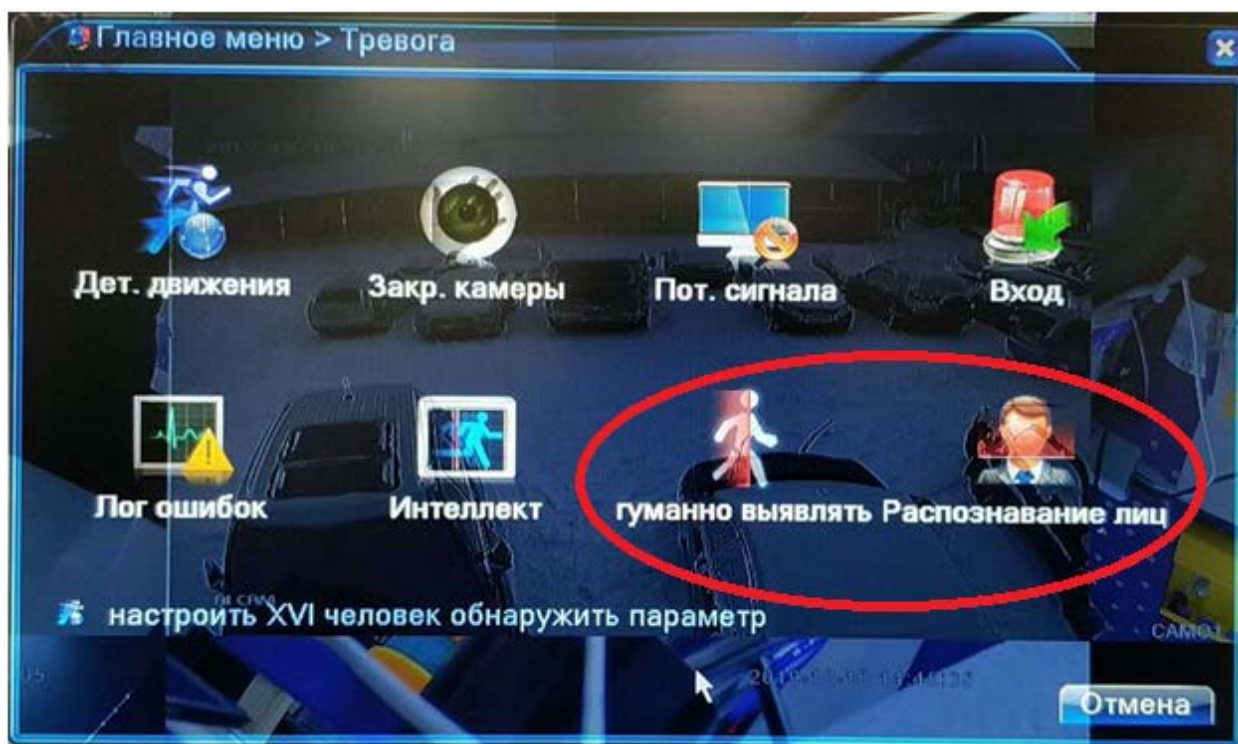 Главное меню > Тревога
Дет. движения Закр. камеры Пот. сигнала Вход
Лог ошибок Интеллект гуманно выявлять Распознавание лиц
настроить XVI человек обнаружить параметр
CAM01
Отмена